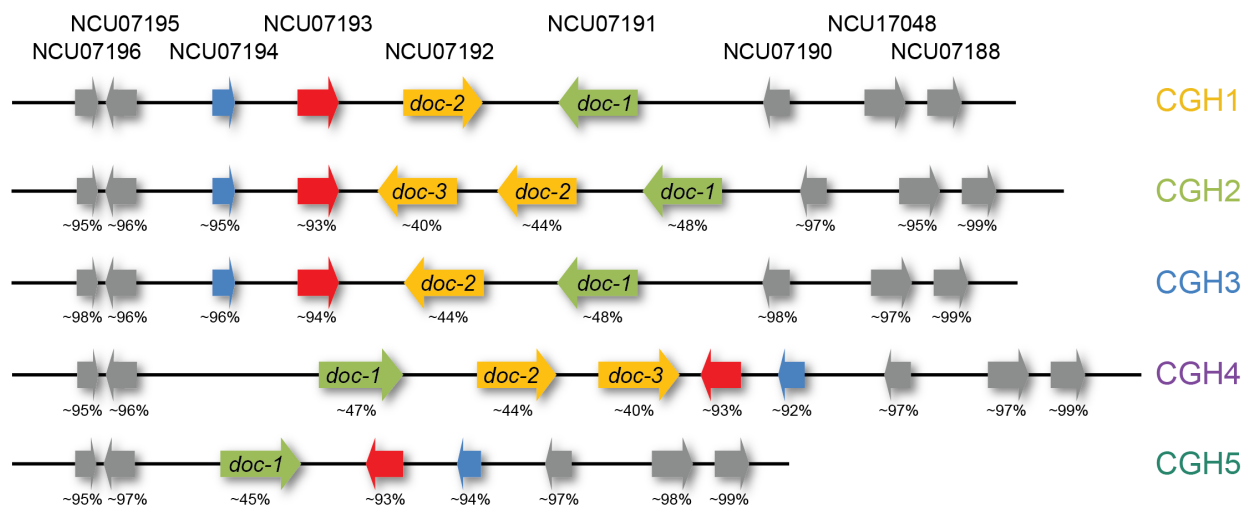 NCU07195 NCU07193 NCU07191 NCU17048
NCU07196 NCU07194 NCU07192 NCU07190 NCU07188
doc-2 doc-1 CGH1
doc-3 doc-2 doc-1 CGH2
~95% ~96% ~95% ~93% ~40% ~44% ~48% ~97% ~95% ~99%
doc-2 doc-1 CGH3
~98% ~96% ~96% ~94% ~44% ~48% ~98% ~97% ~99%
doc-1 doc-2 doc-3 CGH4
~95% ~96% ~47% ~44% ~40% ~93% ~92% ~97% ~97% ~99%
doc-1 CGH5
~95% ~97% ~45% ~93% ~94% ~97% ~98% ~99%